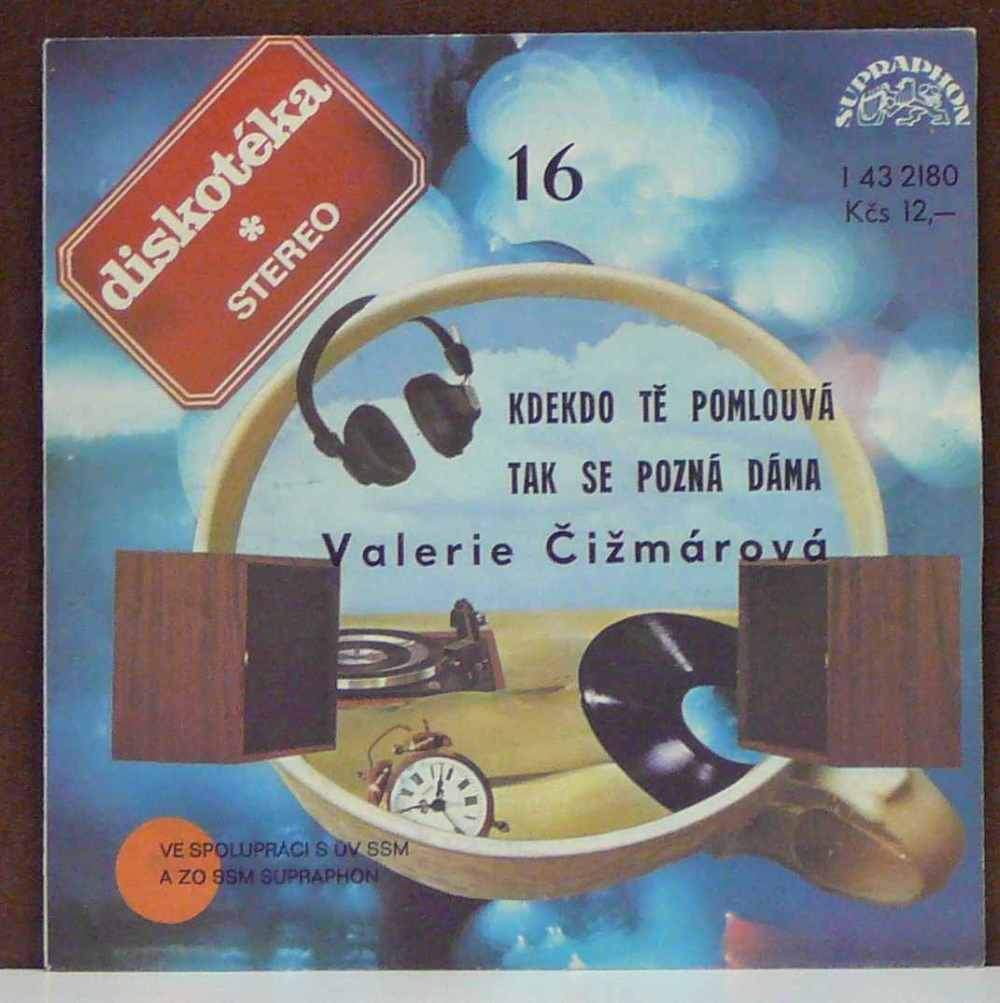 diskotéka
*
STEREO
16
SUPRAPHON
1 43 2180
Kčs 12,—
KDEKDO TĚ POMLOUVÁ
TAK SE POZNÁ DÁMA
Valerie Čižmárová
VE SPOLUPRÁCI S ÚV SSM
A ZO SSM SUPRAPHON